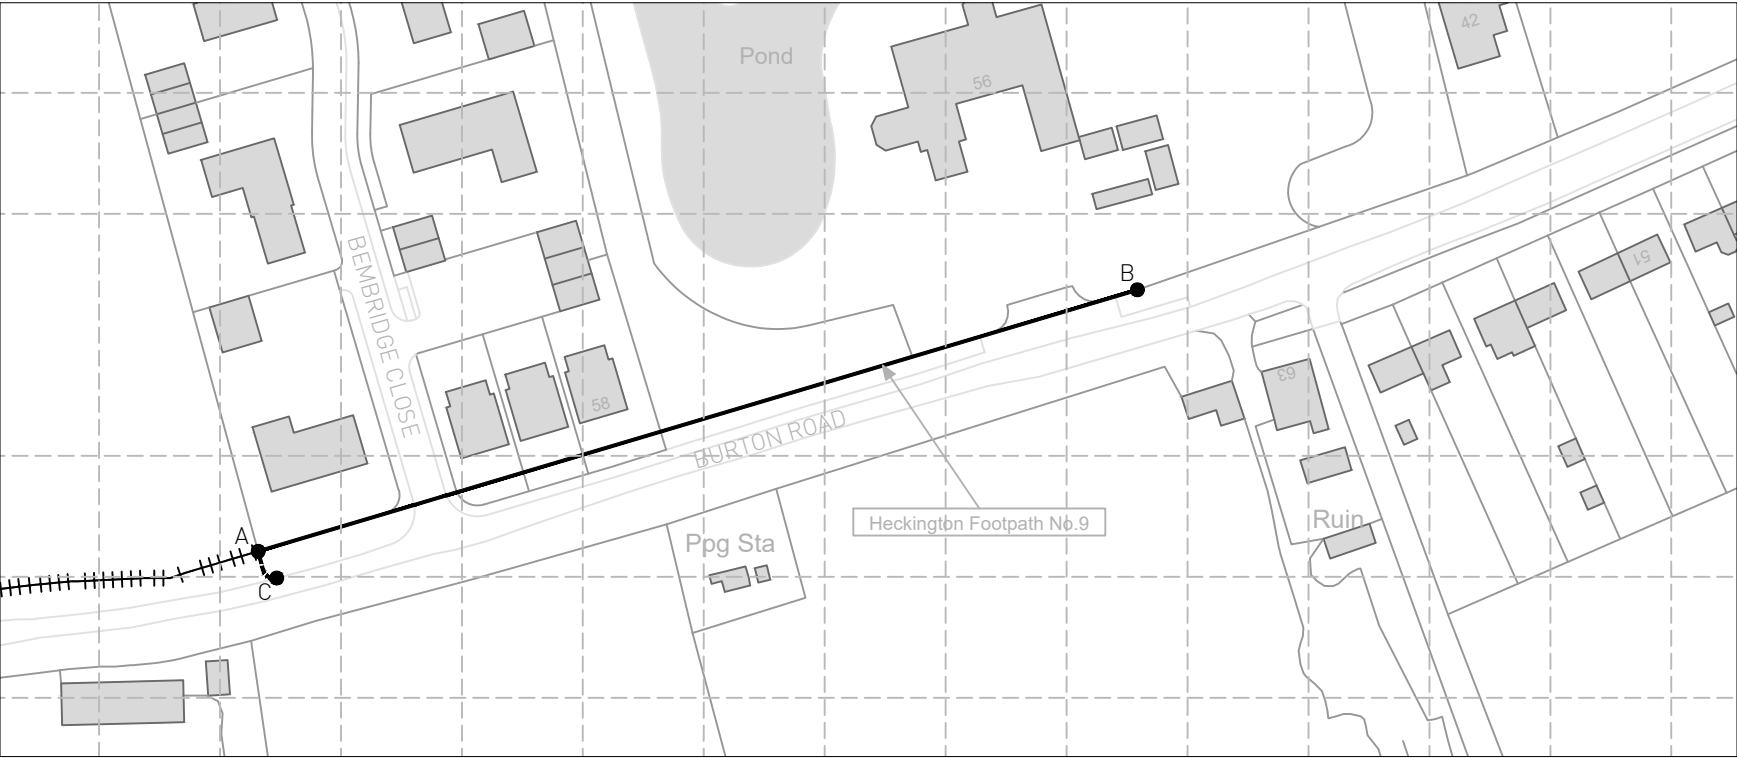 42
Pond
56
BEMBRIDGE CLOSE
51
B
63
58
BURTON ROAD
Heckington Footpath No.9
Ruin
A
Ppg Sta
C